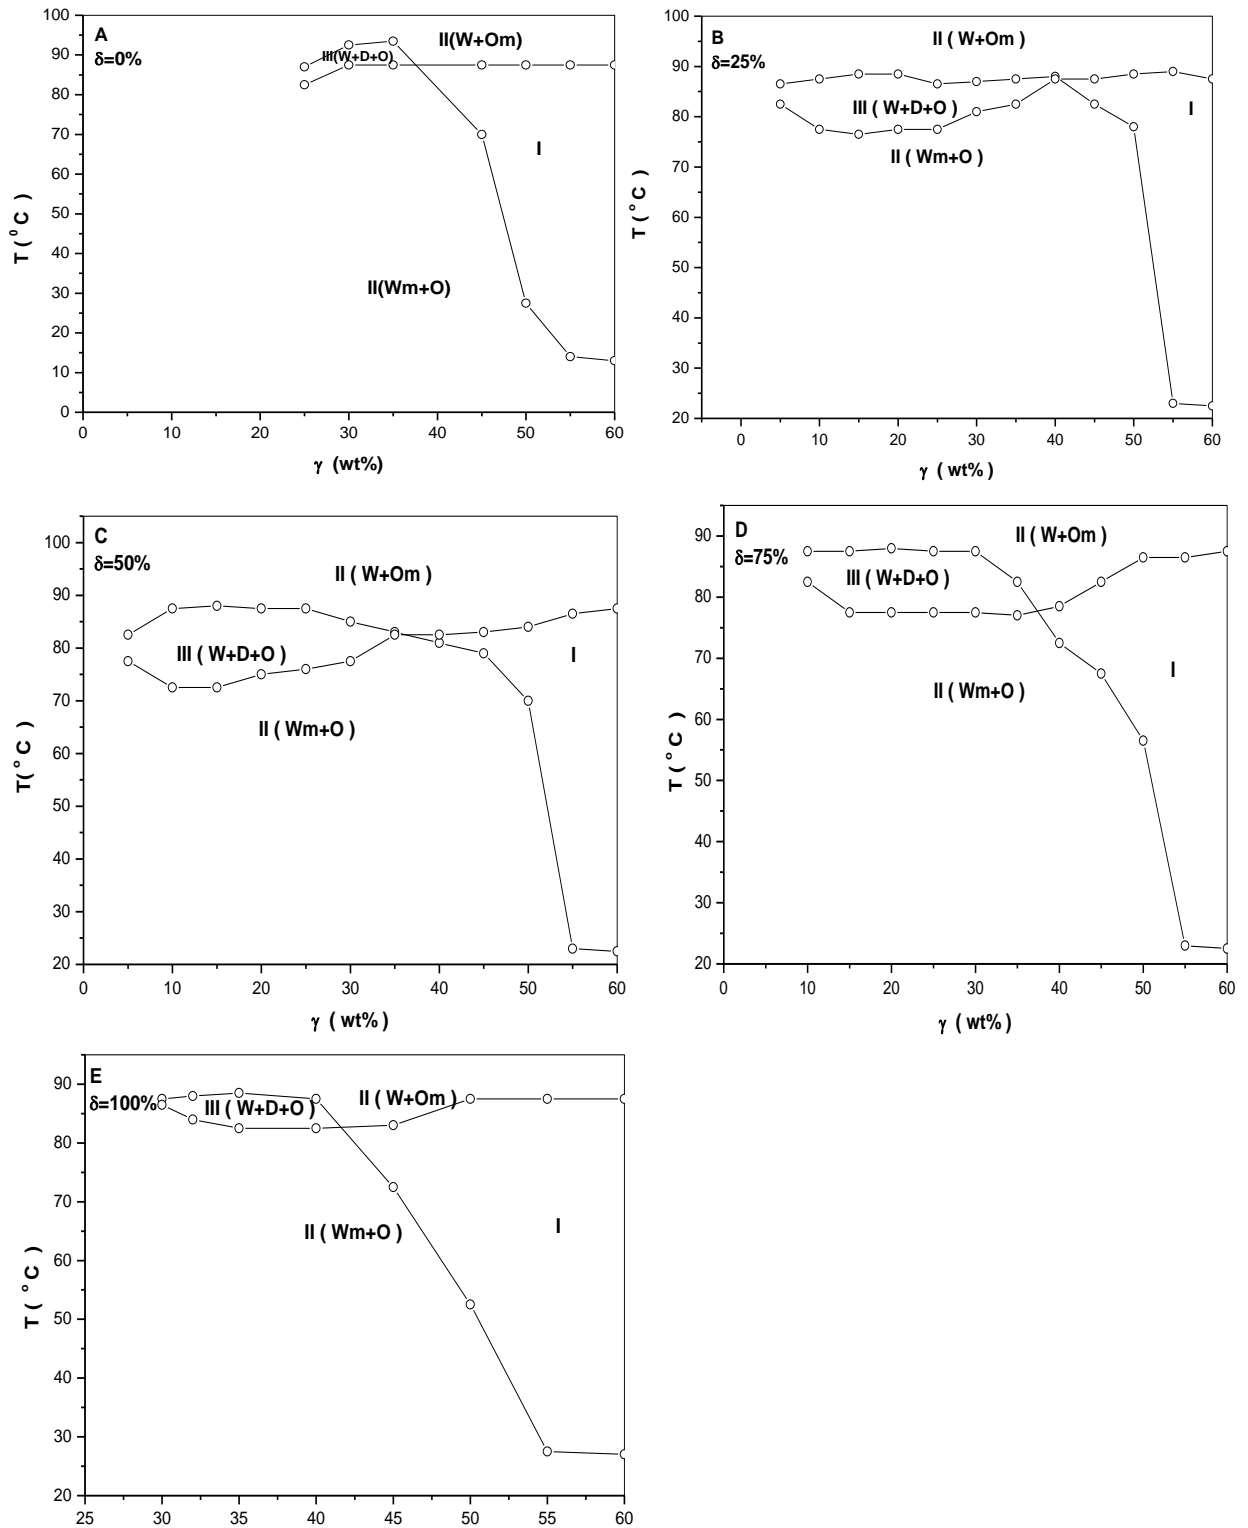 A
δ=0%
II(W+Om)
III(W+D+O)
I
II(Wm+O)
T ( ⁰ C )
100
90
80
70
60
50
40
30
20
10
0
0 10 20 30 40 50 60
γ (wt%)
B
δ=25%
II ( W+Om )
III ( W+D+O )
II ( Wm+O )
I
T ( ° C )
100
90
80
70
60
50
40
30
20
0 10 20 30 40 50 60
γ ( wt% )
C
δ=50%
II ( W+Om )
III ( W+D+O )
II ( Wm+O )
I
T( ° C )
100
90
80
70
60
50
40
30
20
0 10 20 30 40 50 60
γ ( wt% )
D
δ=75%
II ( W+Om )
III ( W+D+O )
II ( Wm+O )
I
T ( ° C )
90
80
70
60
50
40
30
20
0 10 20 30 40 50 60
γ ( wt% )
E
δ=100%
II ( W+Om )
III ( W+D+O )
II ( Wm+O )
I
T ( ° C )
90
80
70
60
50
40
30
20
25 30 35 40 45 50 55 60